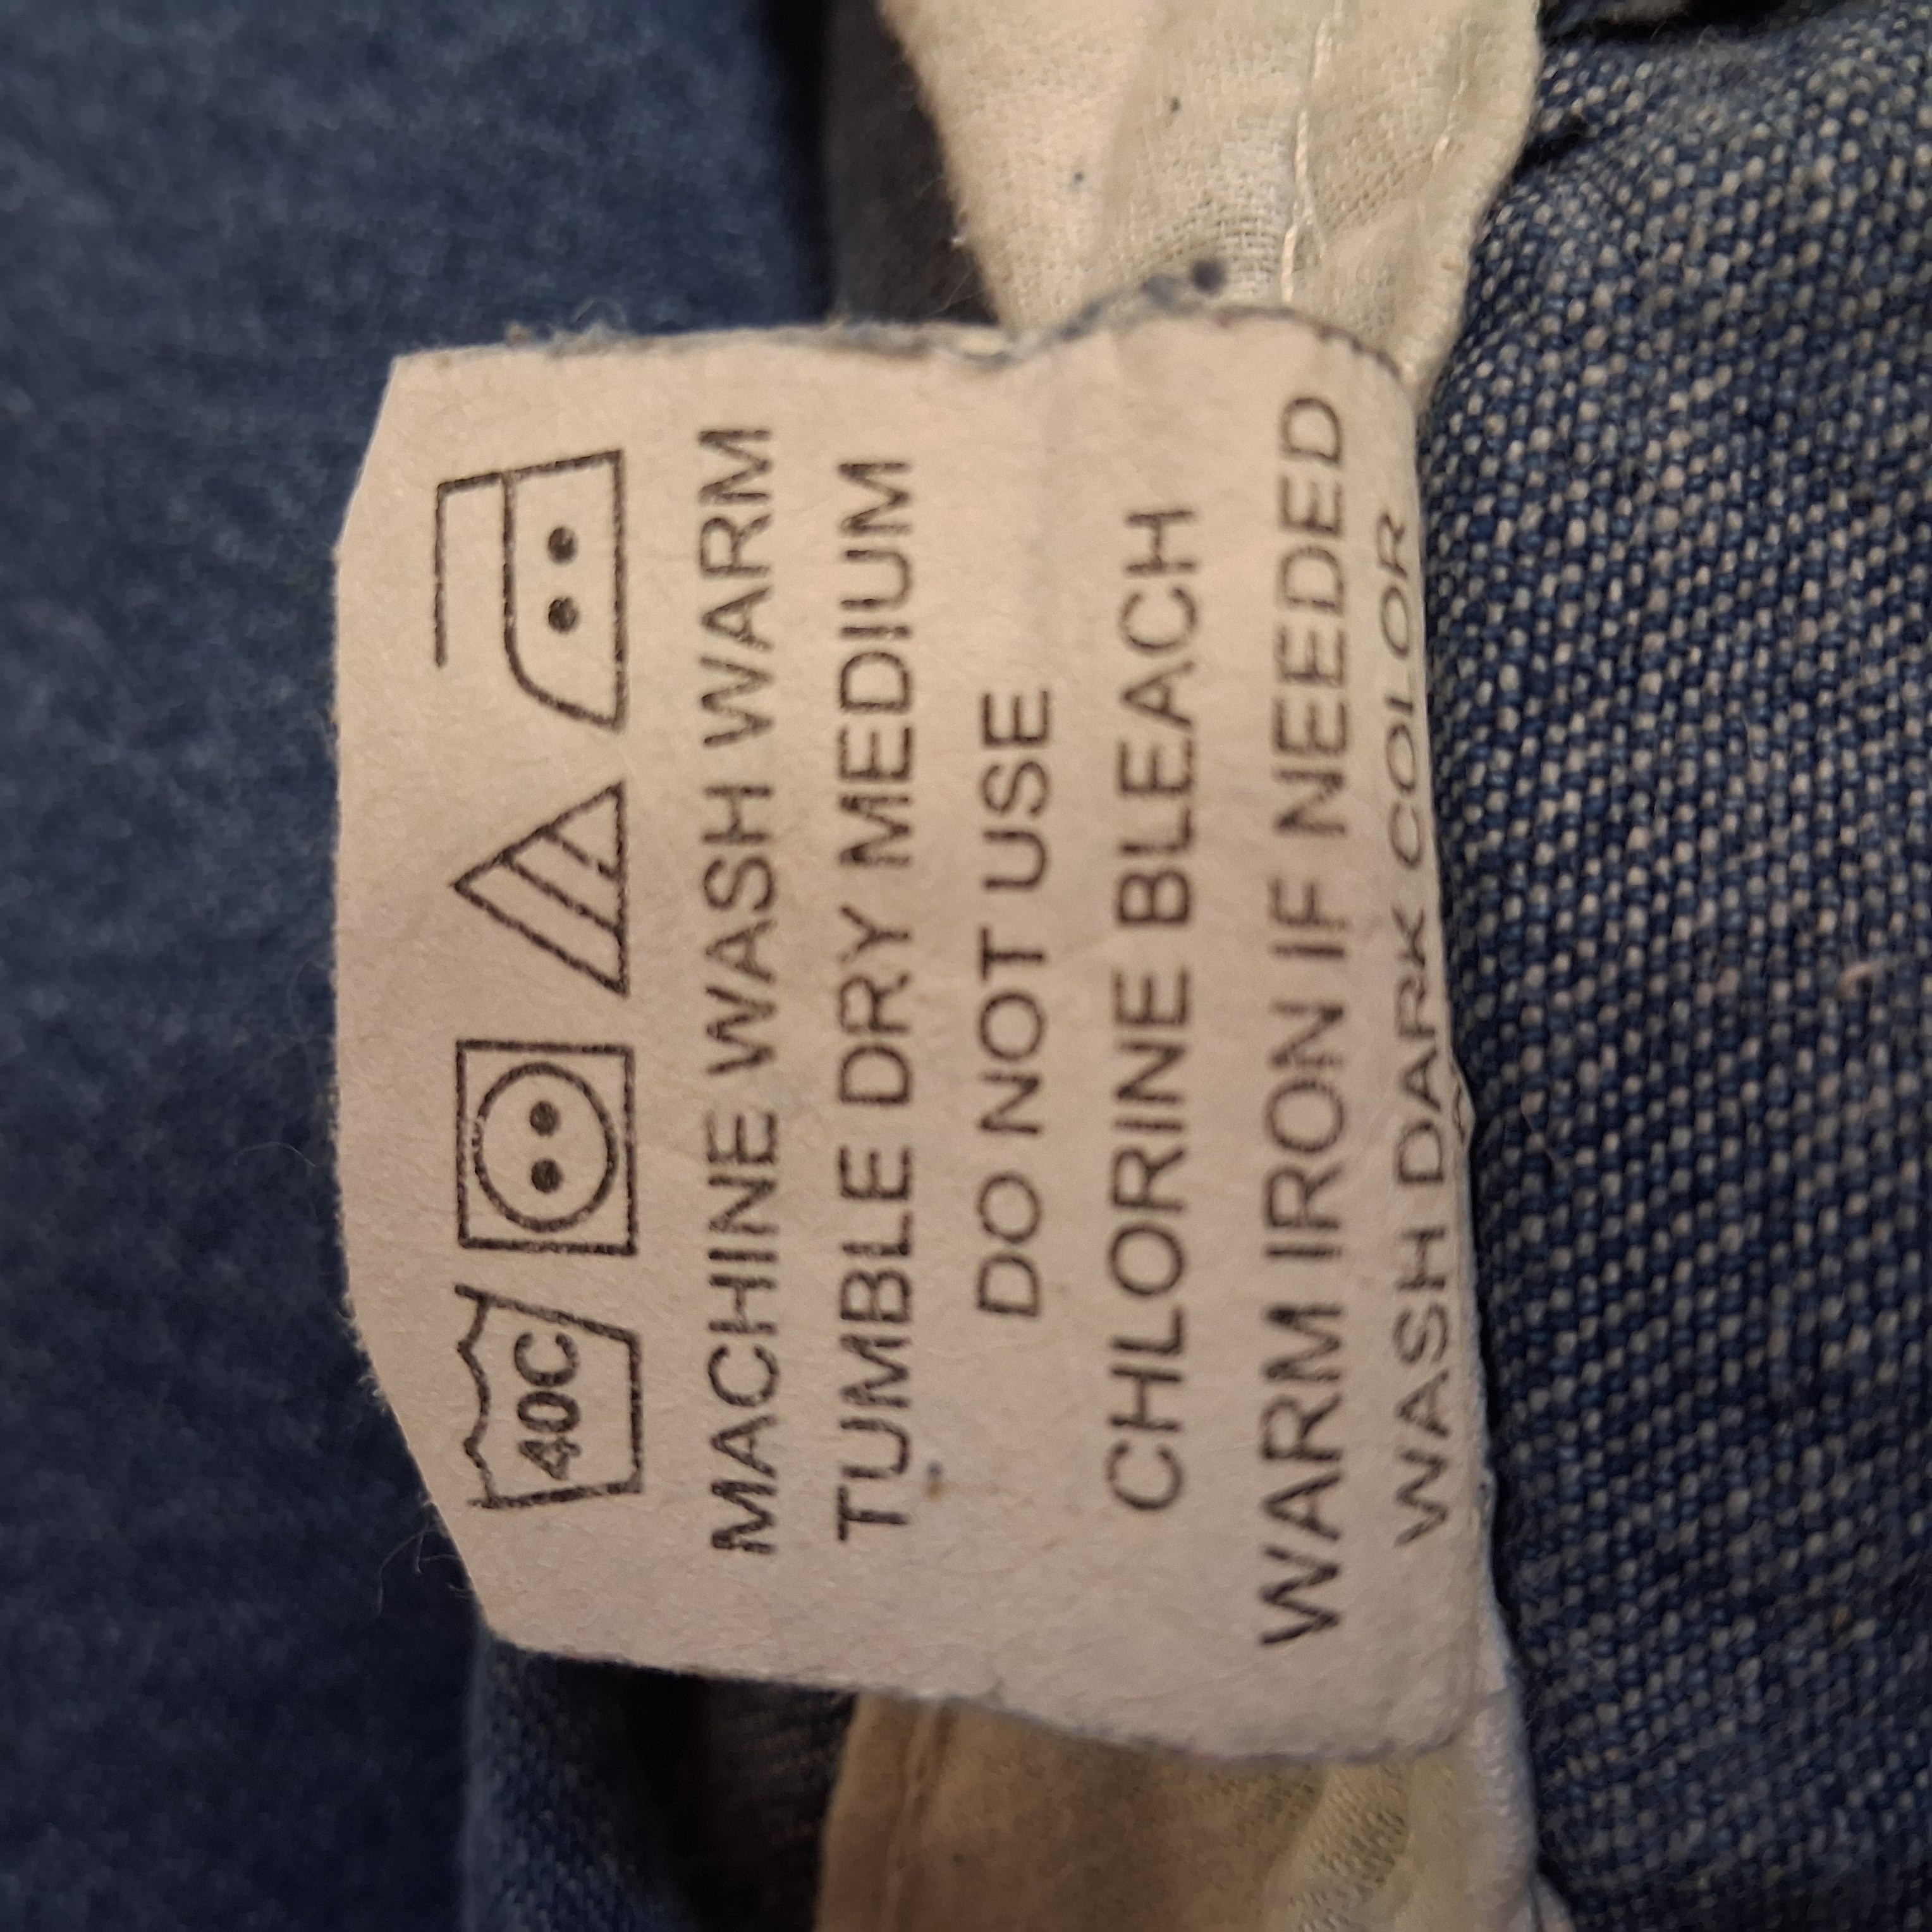 40C
MACHINE WASH WARM
TUMBLE DRY MEDIUM
DO NOT USE
CHLORINE BLEACH
WARM IRON IF NEEDED
WASH DARK COLOR